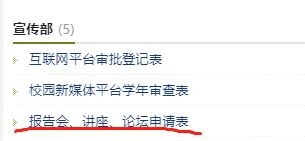 宣传部 (5)
互联网平台审批登记表
校园新媒体平台学年审查表
报告会、讲座、论坛申请表